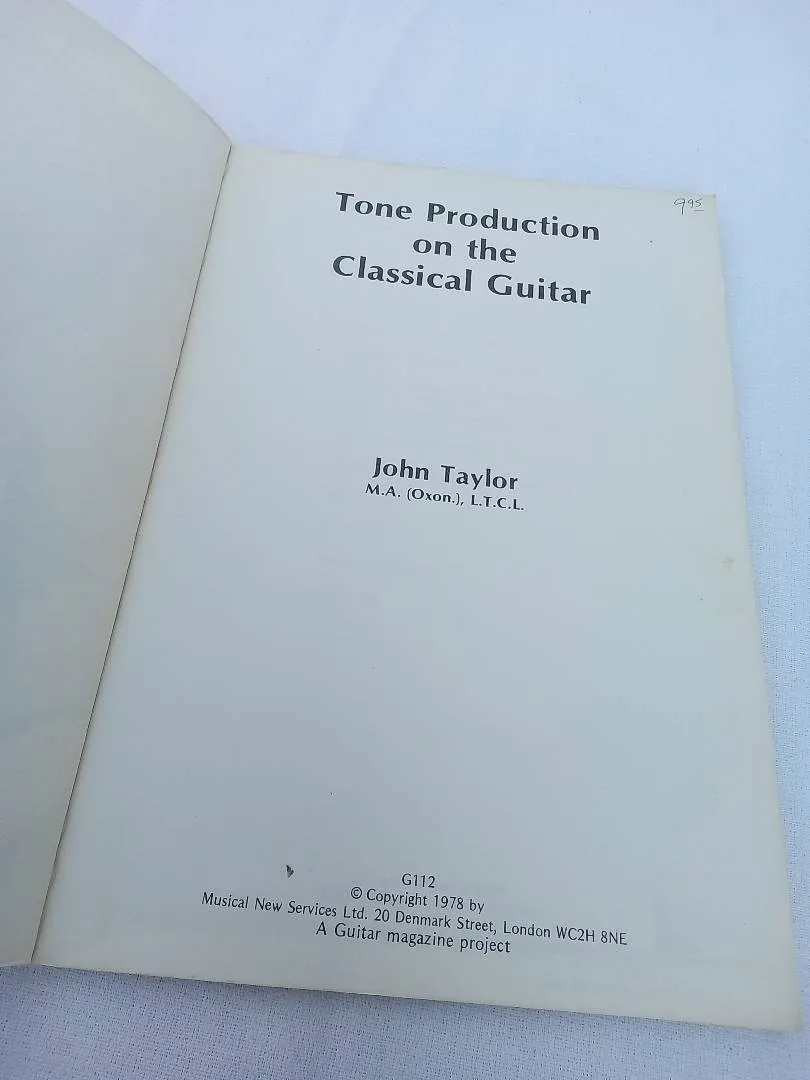 995
Tone Production
on the
Classical Guitar
John Taylor
M.A. (Oxon.), L.T.C.L.
G112
© Copyright 1978 by
Musical New Services Ltd. 20 Denmark Street, London WC2H 8NE
A Guitar magazine project